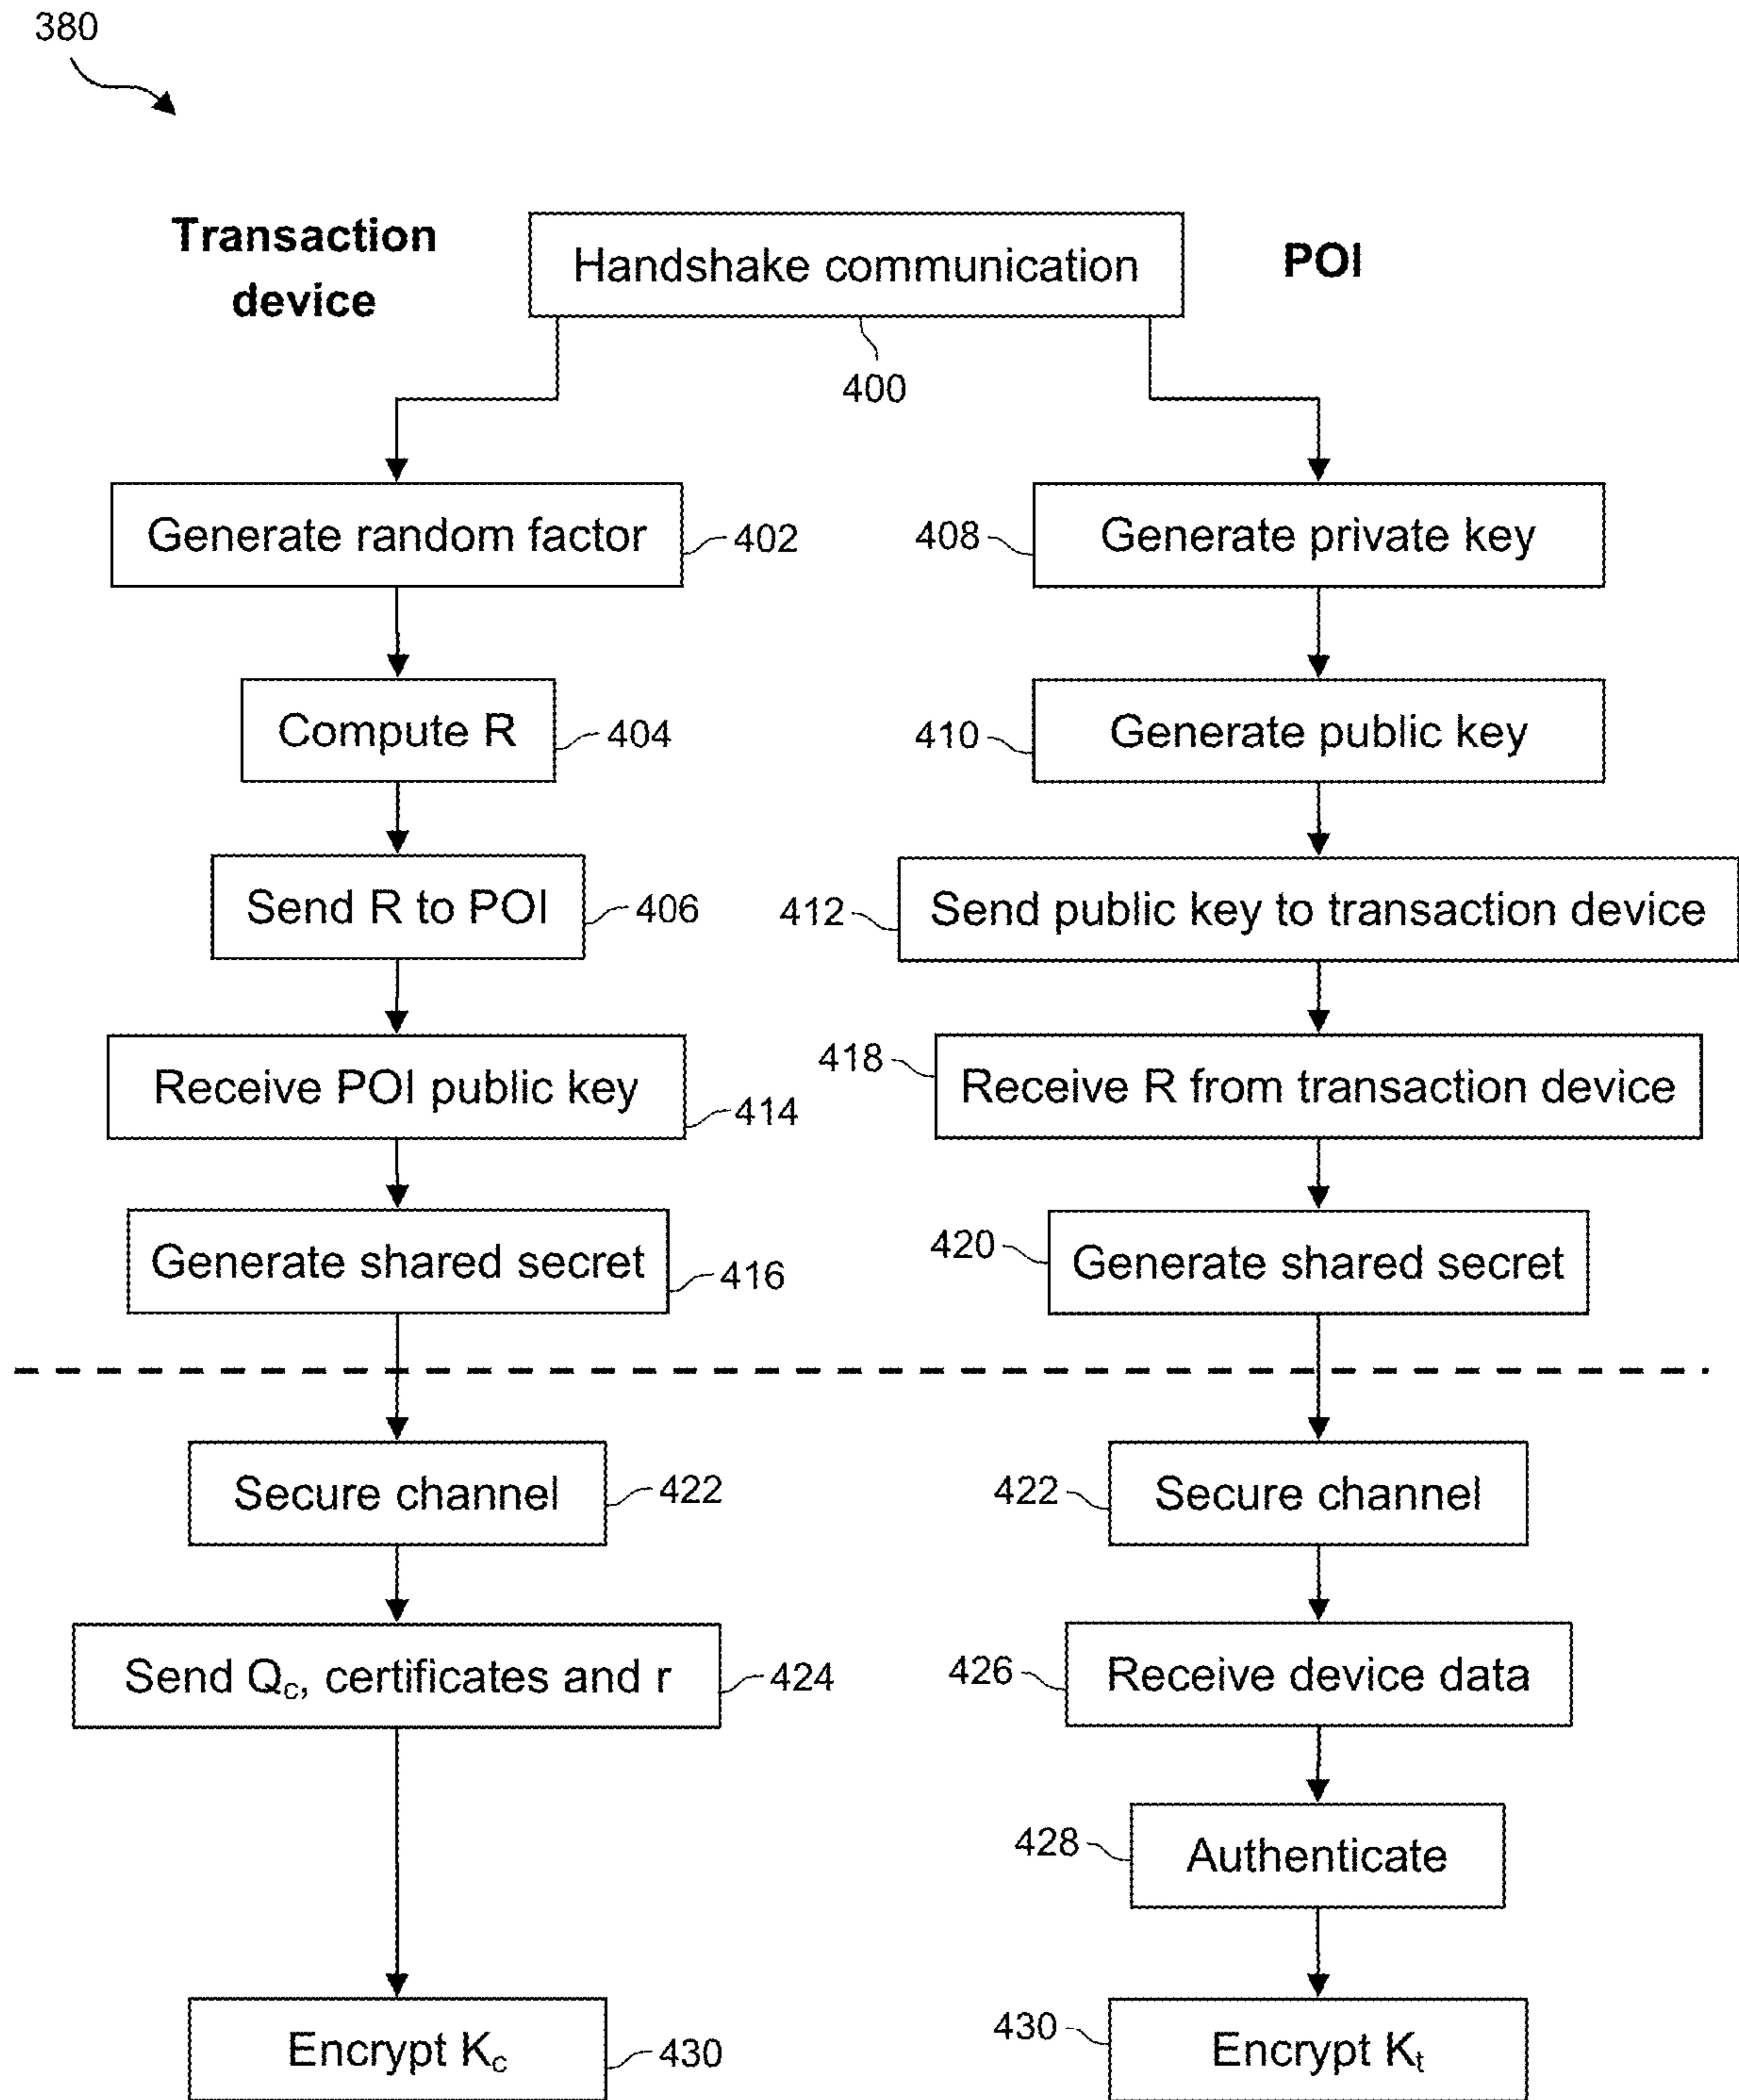 380
Transaction
device
Handshake communication
POI
400
Generate random factor
402
408
Generate private key
Compute R
404
410
Generate public key
Send R to POI
406
412
Send public key to transaction device
Receive POI public key
414
418
Receive R from transaction device
Generate shared secret
416
420
Generate shared secret
Secure channel
422
422
Secure channel
Send Qc, certificates and r
424
426
Receive device data
428
Authenticate
Encrypt Kc
430
430
Encrypt Kt